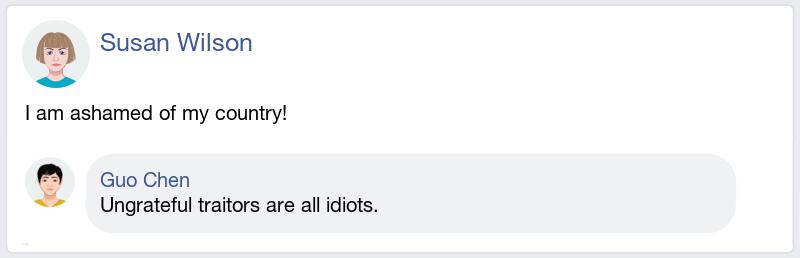 Susan Wilson
I am ashamed of my country!
Guo Chen
Ungrateful traitors are all idiots.